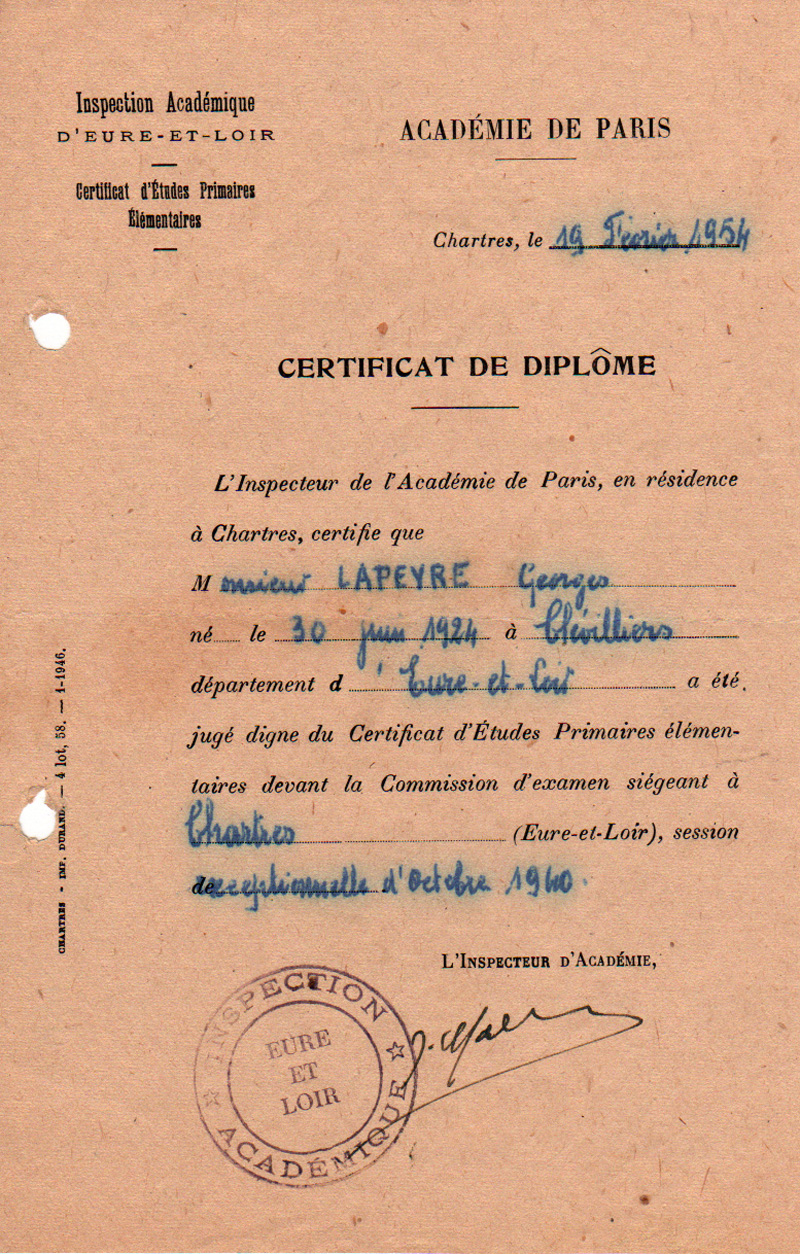 Inspection Académique
D'EURE-ET-LOIR
Certificat d'Études Primaires
Élémentaires
ACADÉMIE DE PARIS
Chartres, le 19 Février 1954
CERTIFICAT DE DIPLÔME
L'Inspecteur de l'Académie de Paris, en résidence
à Chartres, certifie que
Monsieur LAPEYRE Georges
né le 30 juin 1924 à Clévilliers
département d'Eure-et-Loir a été
jugé digne du Certificat d'Études Primaires élémen-
taires devant la Commission d'examen siégeant à
Chartres (Eure-et-Loir), session
exceptionnelle d'Octobre 1940.
L'INSPECTEUR D'ACADÉMIE,
INSPECTION ACADÉMIQUE
EURE
ET
LOIR
CHARTRES - IMP. DURAND. — 4 lot, 58. — 1-1946.